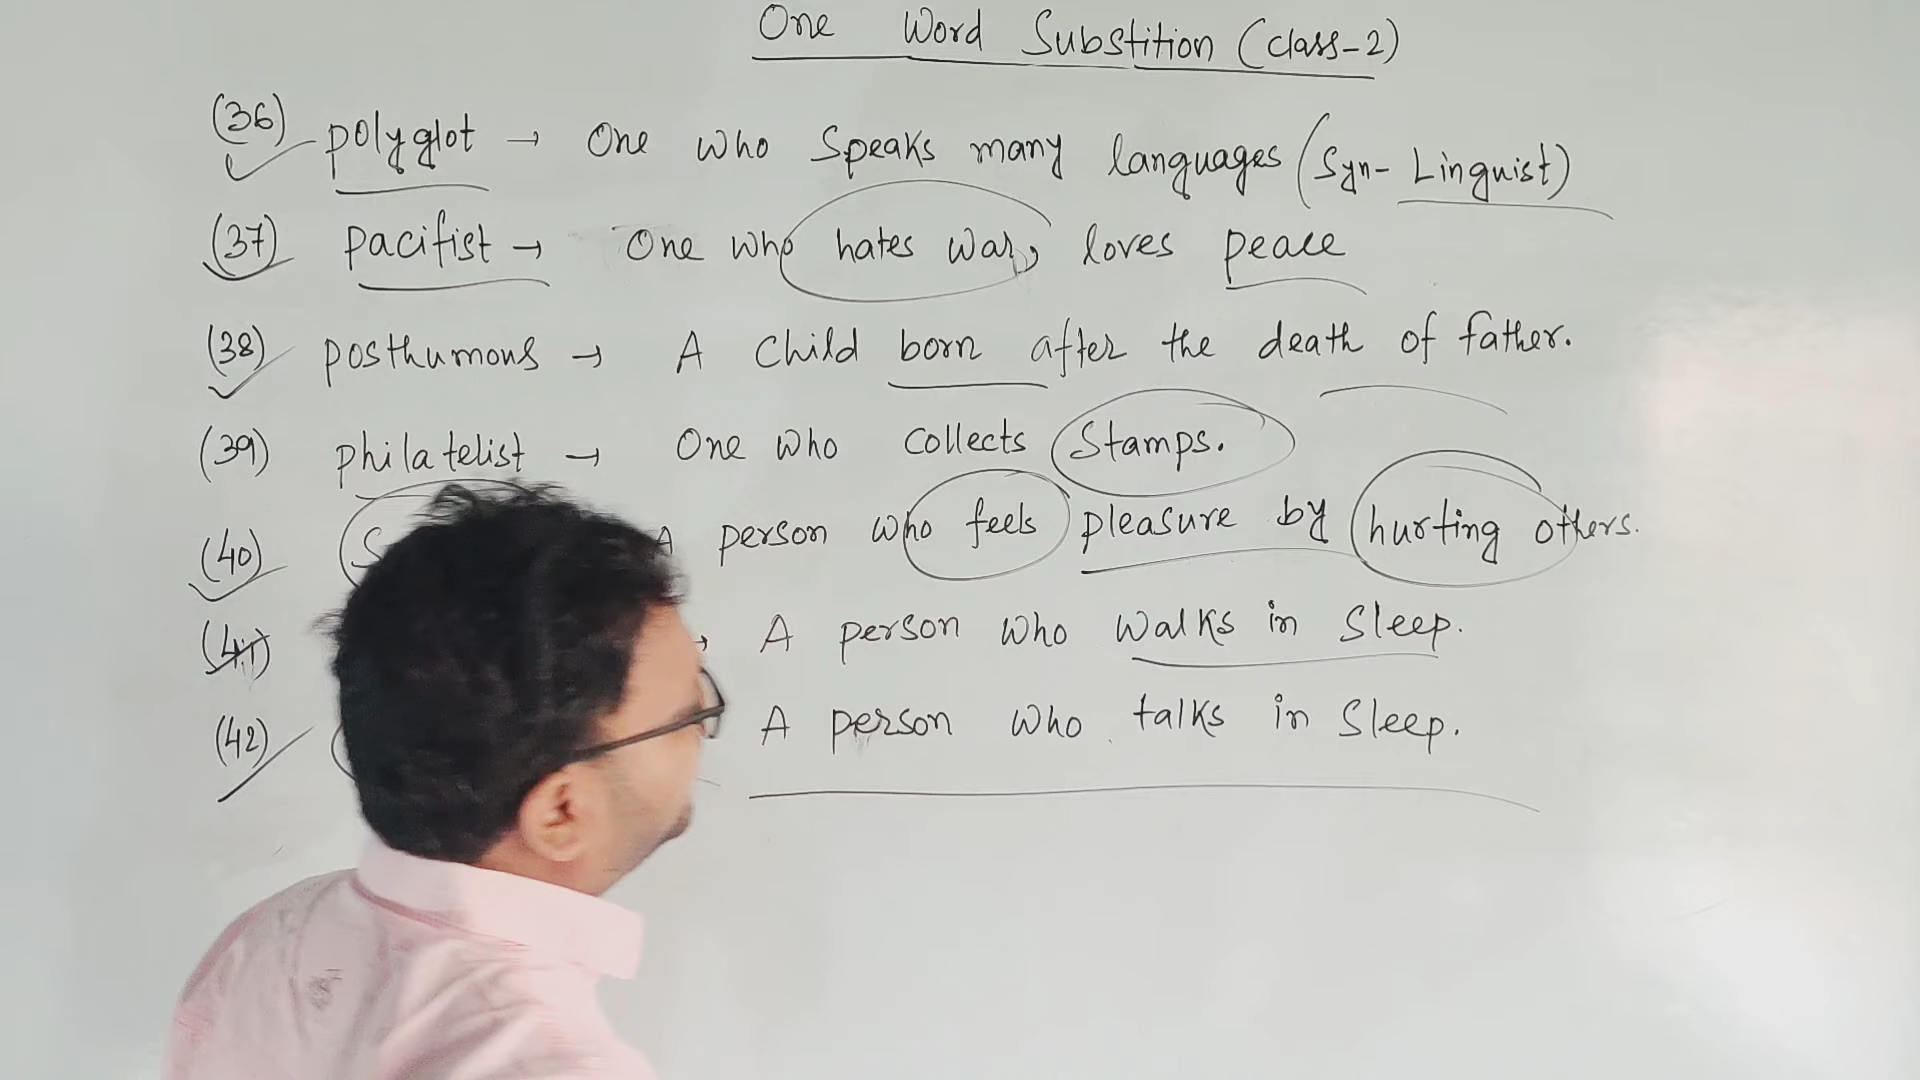 One Word Substition (class-2)
(36) polyglot → One who speaks many languages (Syn- Linguist)
(37) pacifist → One who hates war, loves peace
(38) posthumous → A child born after the death of father.
(39) philatelist → One who collects stamps.
(40) A person who feels pleasure by hurting others.
(41) A person who walks in sleep.
(42) A person who talks in sleep.